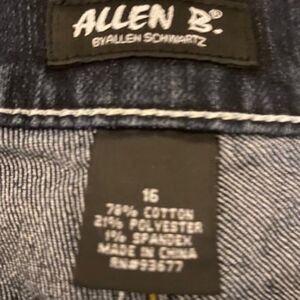 ALLEN B.®
BY ALLEN SCHWARTZ
16
78% COTTON
21% POLYESTER
1% SPANDEX
MADE IN CHINA
RN#93677